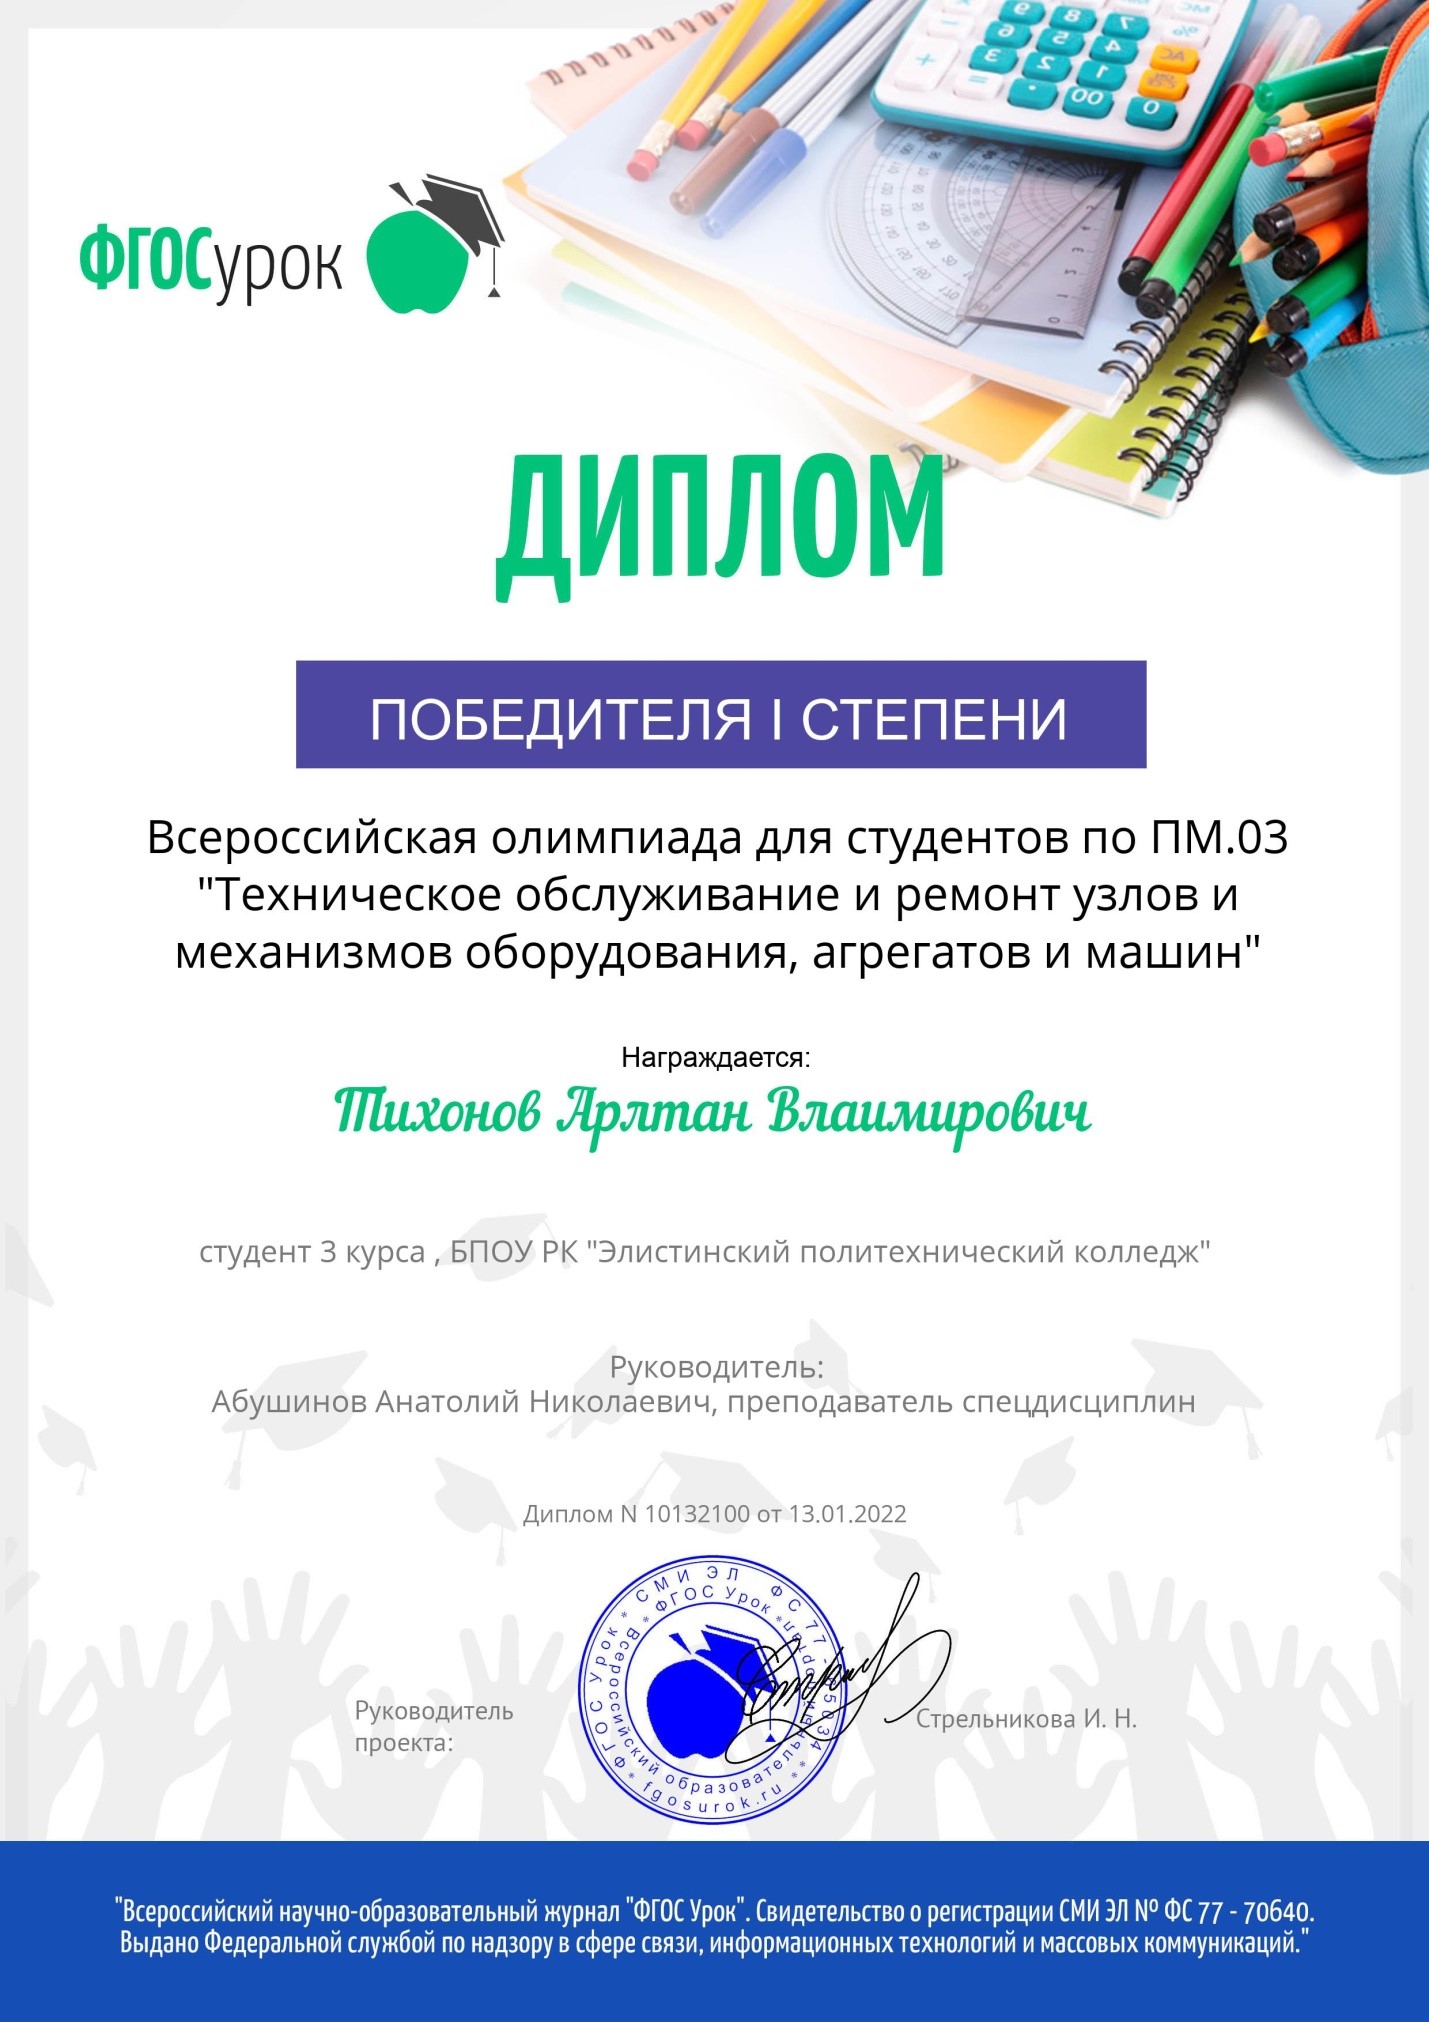 ФГОСурок
ДИПЛОМ
ПОБЕДИТЕЛЯ I СТЕПЕНИ
Всероссийская олимпиада для студентов по ПМ.03
"Техническое обслуживание и ремонт узлов и
механизмов оборудования, агрегатов и машин"
Награждается:
Тихонов Арлтан Влаимирович
студент 3 курса , БПОУ РК "Элистинский политехнический колледж"
Руководитель:
Абушинов Анатолий Николаевич, преподаватель спецдисциплин
Диплом N 10132100 от 13.01.2022
* ФГОС Урок * СМИ ЭЛ ФС 77-65034 **
fgosurok.ru
Всероссийский образовательный портал
* ФГОС Урок *
Руководитель
проекта:
Стрельникова И. Н.
"Всероссийский научно-образовательный журнал "ФГОС Урок". Свидетельство о регистрации СМИ ЭЛ № ФС 77 - 70640.
Выдано Федеральной службой по надзору в сфере связи, информационных технологий и массовых коммуникаций."